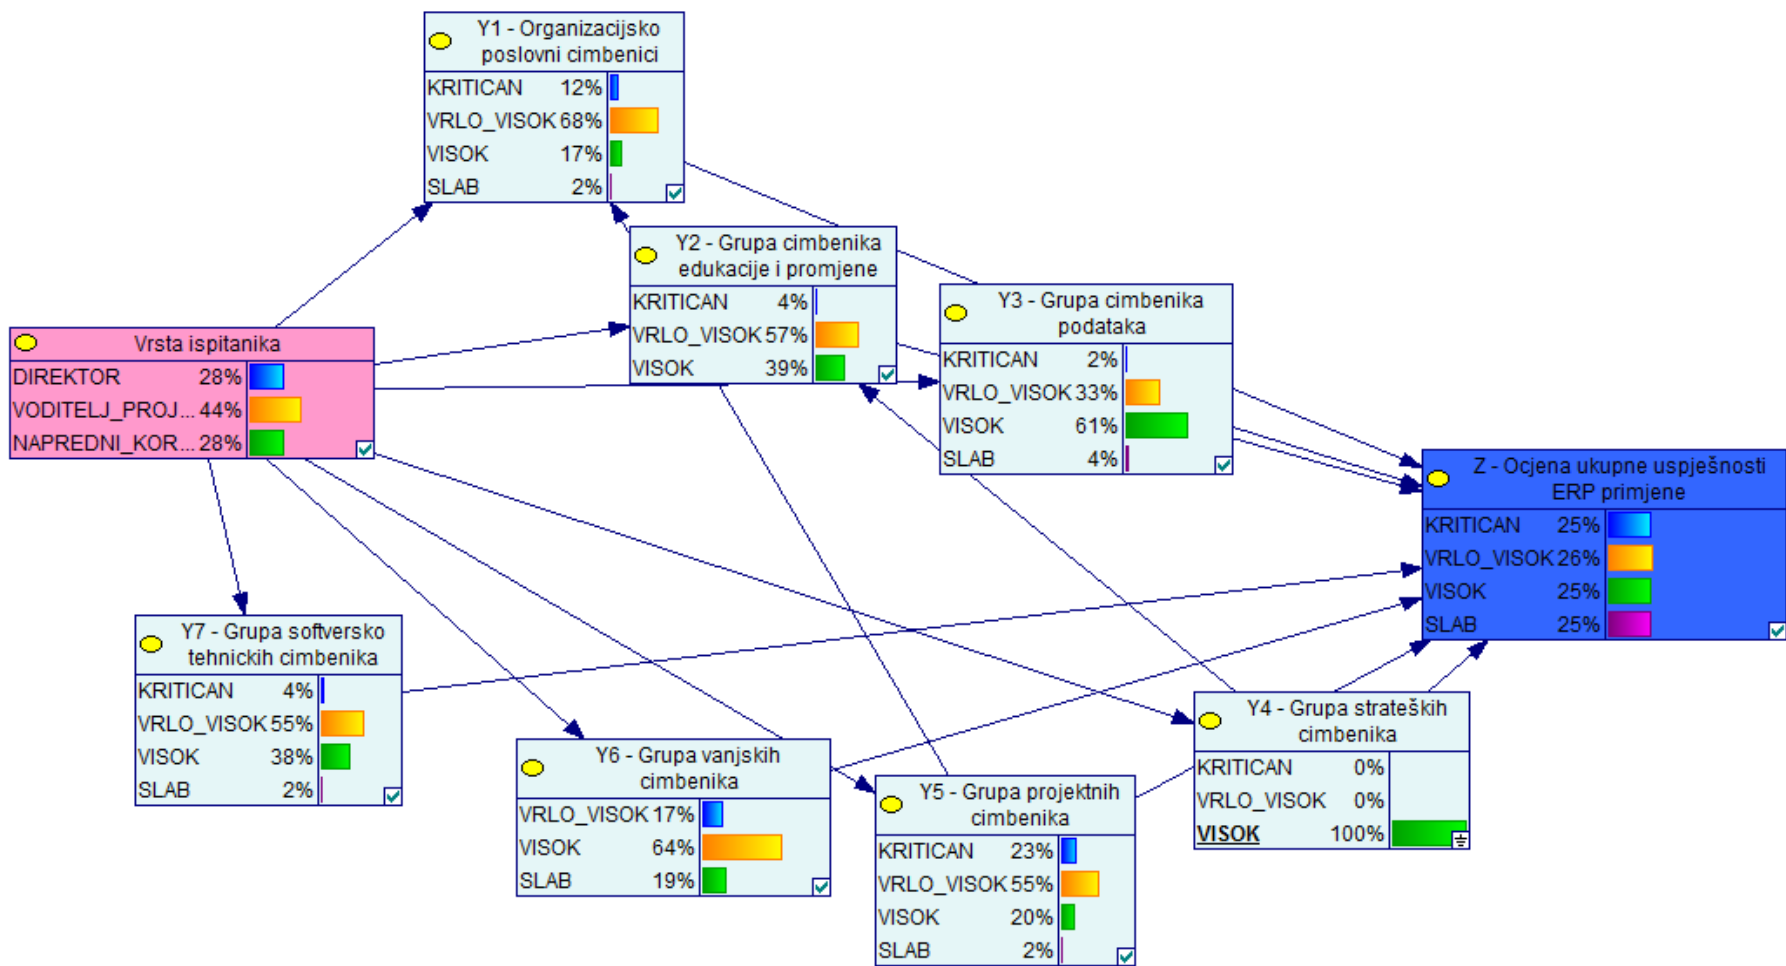 Y1 - Organizacijsko
poslovni cimbenici
KRITICAN 12%
VRLO_VISOK 68%
VISOK 17%
SLAB 2%
Y2 - Grupa cimbenika
edukacije i promjene
KRITICAN 4%
VRLO_VISOK 57%
VISOK 39%
Y3 - Grupa cimbenika
podataka
KRITICAN 2%
VRLO_VISOK 33%
VISOK 61%
SLAB 4%
Vrsta ispitanika
DIREKTOR 28%
VODITELJ_PROJ... 44%
NAPREDNI_KOR... 28%
Z - Ocjena ukupne uspješnosti
ERP primjene
KRITICAN 25%
VRLO_VISOK 26%
VISOK 25%
SLAB 25%
Y7 - Grupa softversko
tehnickih cimbenika
KRITICAN 4%
VRLO_VISOK 55%
VISOK 38%
SLAB 2%
Y6 - Grupa vanjskih
cimbenika
VRLO_VISOK 17%
VISOK 64%
SLAB 19%
Y5 - Grupa projektnih
cimbenika
KRITICAN 23%
VRLO_VISOK 55%
VISOK 20%
SLAB 2%
Y4 - Grupa strateških
cimbenika
KRITICAN 0%
VRLO_VISOK 0%
VISOK 100%